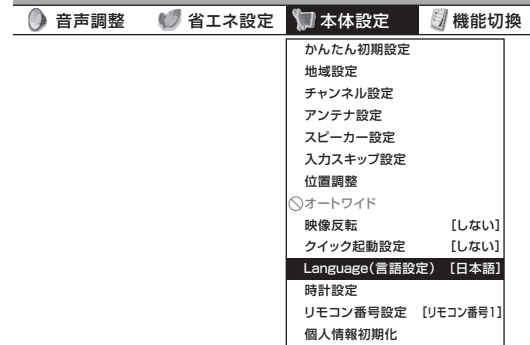 音声調整 省エネ設定 本体設定 機能切換
かんたん初期設定
地域設定
チャンネル設定
アンテナ設定
スピーカー設定
入力スキップ設定
位置調整
オートワイド
映像反転 [しない]
クイック起動設定 [しない]
Language(言語設定) [日本語]
時計設定
リモコン番号設定 [リモコン番号1]
個人情報初期化